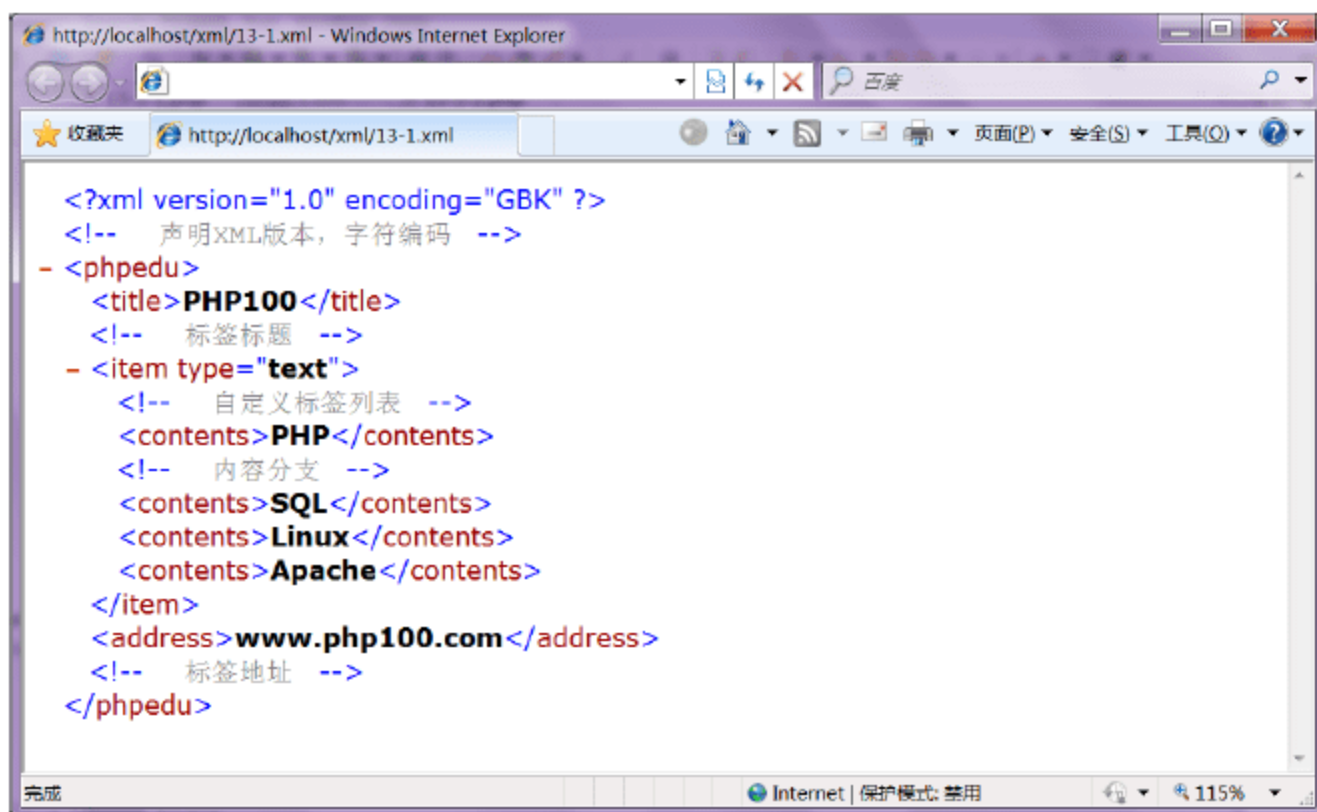 http://localhost/xml/13-1.xml - Windows Internet Explorer
百度
收藏夹 http://localhost/xml/13-1.xml 页面(P) 安全(S) 工具(O)
<?xml version="1.0" encoding="GBK" ?>
<!-- 声明XML版本，字符编码 -->
- <phpedu>
<title>PHP100</title>
<!-- 标签标题 -->
- <item type="text">
<!-- 自定义标签列表 -->
<contents>PHP</contents>
<!-- 内容分支 -->
<contents>SQL</contents>
<contents>Linux</contents>
<contents>Apache</contents>
</item>
<address>www.php100.com</address>
<!-- 标签地址 -->
</phpedu>
完成 Internet | 保护模式: 禁用 115%